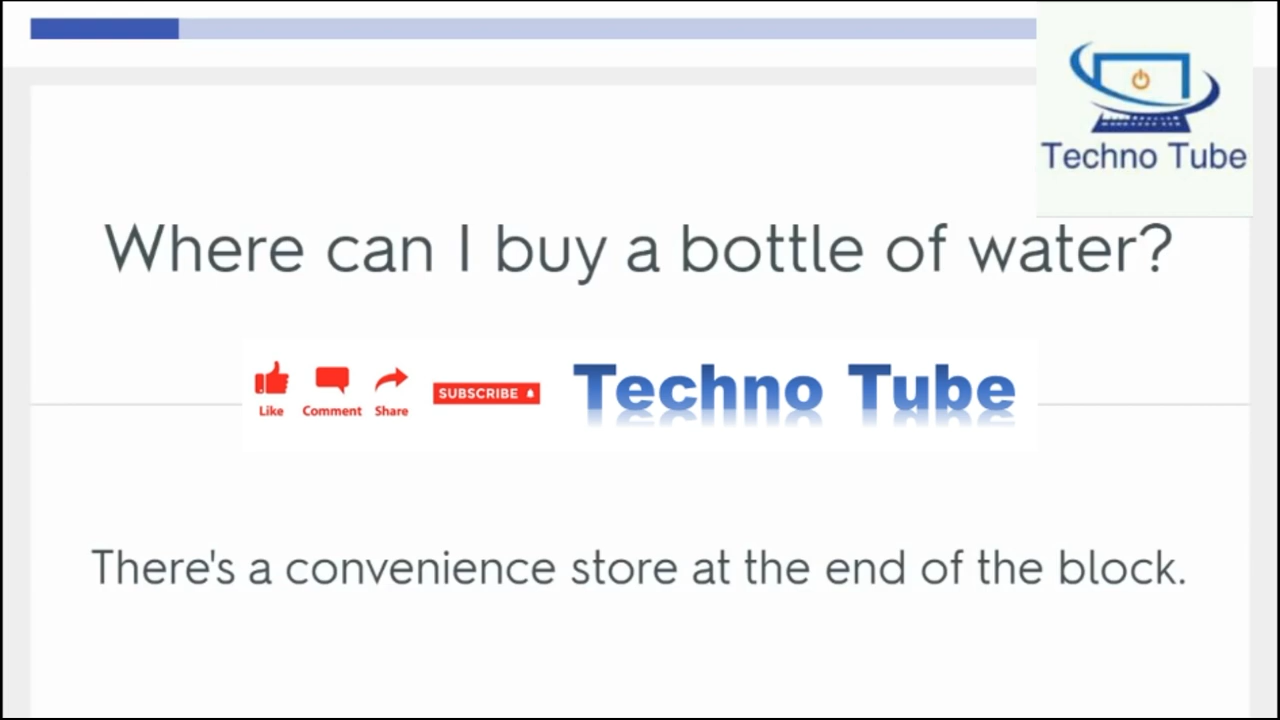 Techno Tube
Where can I buy a bottle of water?
Like Comment Share SUBSCRIBE Techno Tube
There's a convenience store at the end of the block.